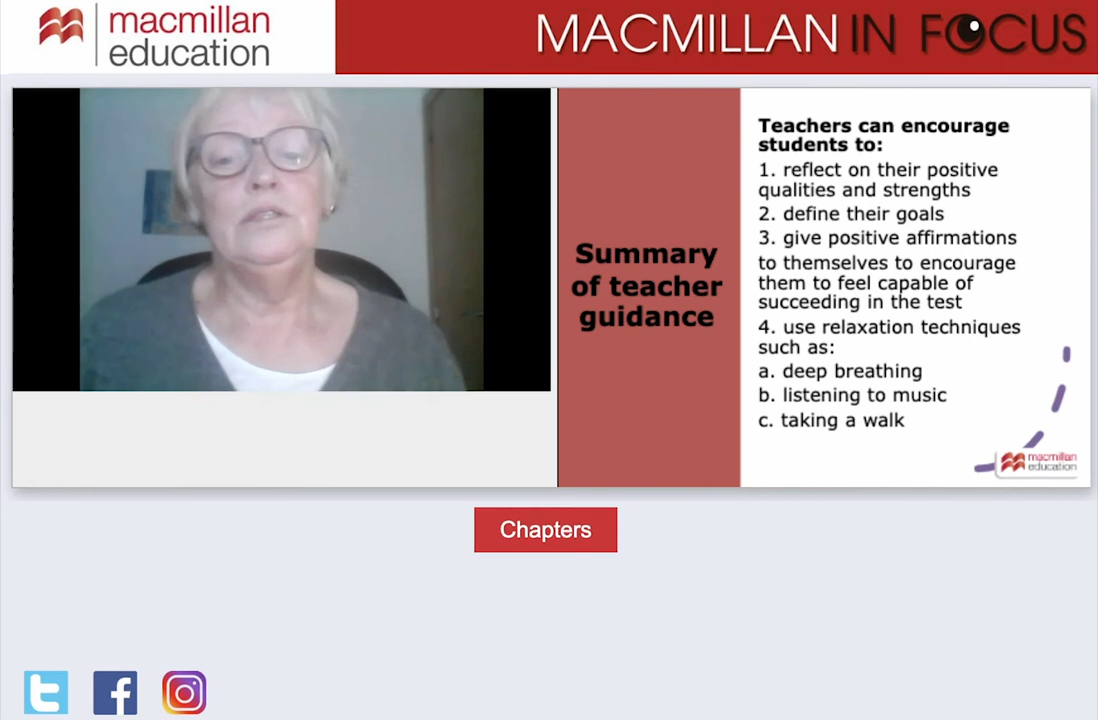 macmillan
education
MACMILLAN IN FOCUS
Summary
of teacher
guidance
Teachers can encourage
students to:
1. reflect on their positive
qualities and strengths
2. define their goals
3. give positive affirmations
to themselves to encourage
them to feel capable of
succeeding in the test
4. use relaxation techniques
such as:
a. deep breathing
b. listening to music
c. taking a walk
macmillan
education
Chapters